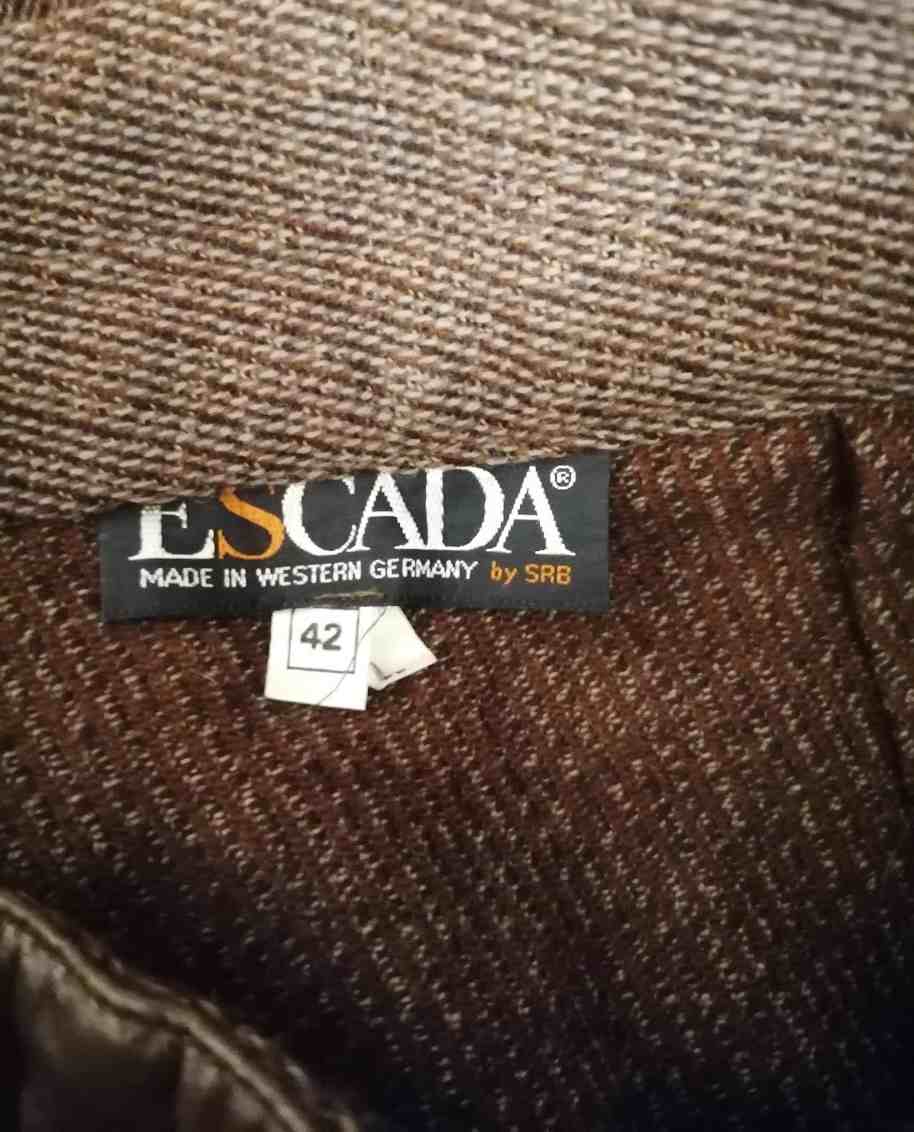 ESCADA®
MADE IN WESTERN GERMANY by SRB
42